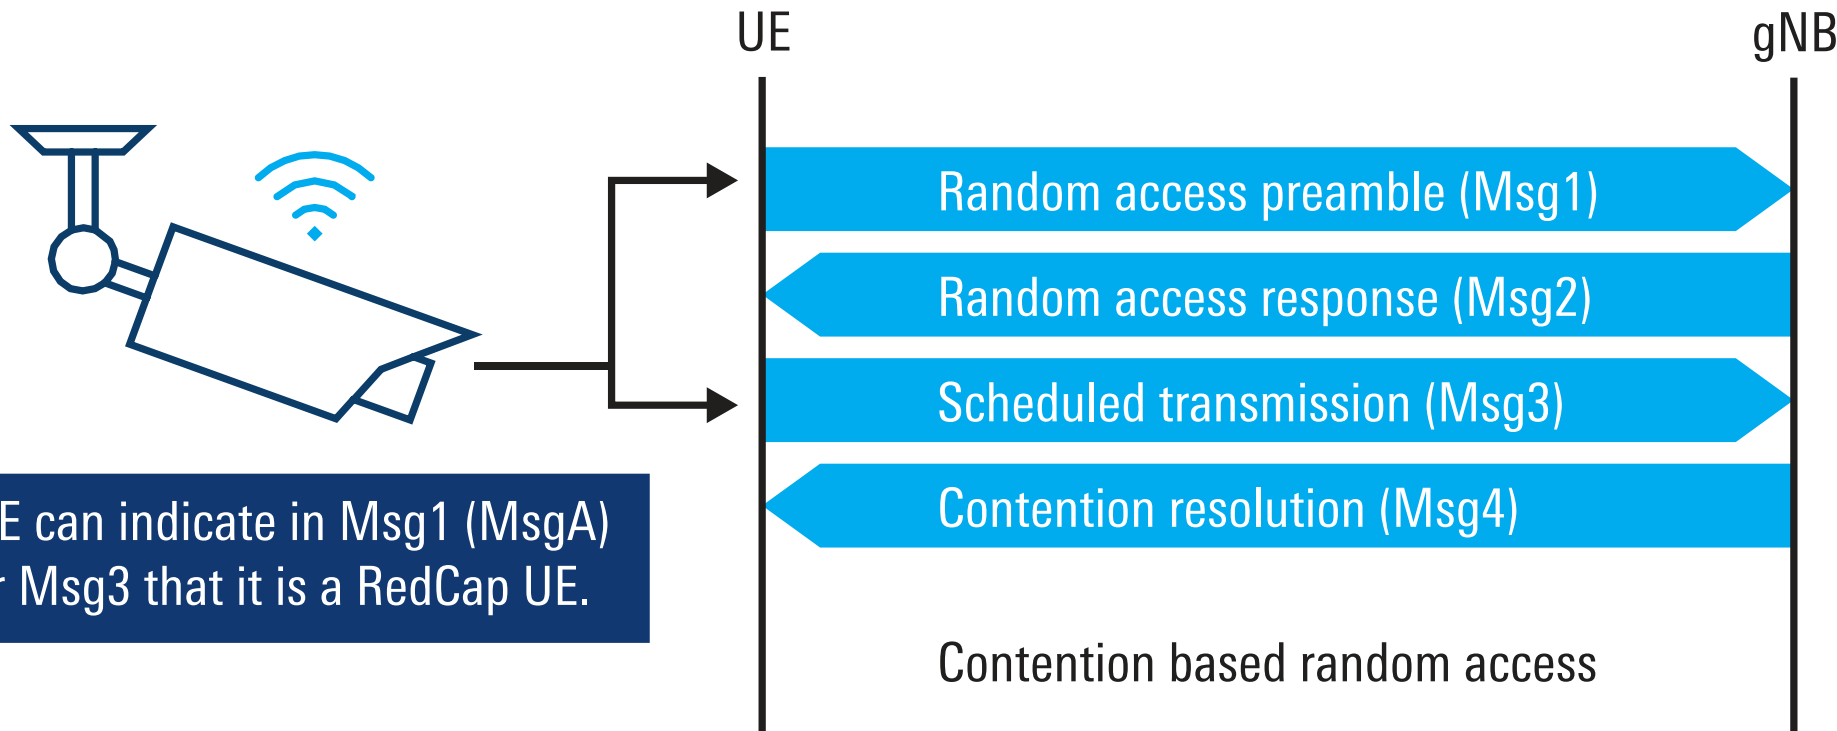 UE
gNB
Random access preamble (Msg1)
Random access response (Msg2)
Scheduled transmission (Msg3)
Contention resolution (Msg4)
E can indicate in Msg1 (MsgA)
r Msg3 that it is a RedCap UE.
Contention based random access